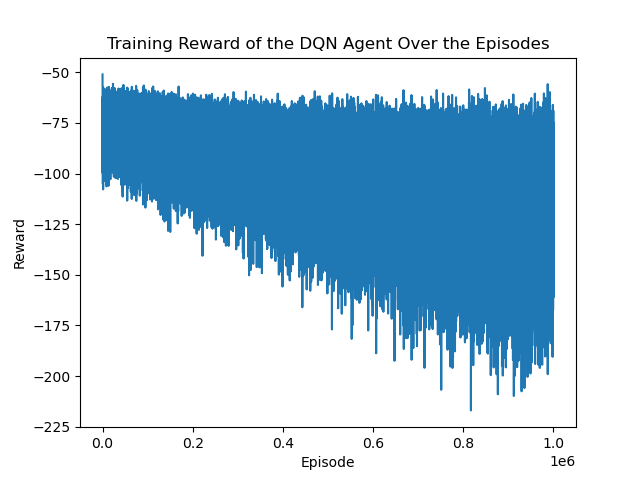 Training Reward of the DQN Agent Over the Episodes
−50
−75
−100
−125
−150
−175
−200
−225
Reward
0.0 0.2 0.4 0.6 0.8 1.0
1e6
Episode